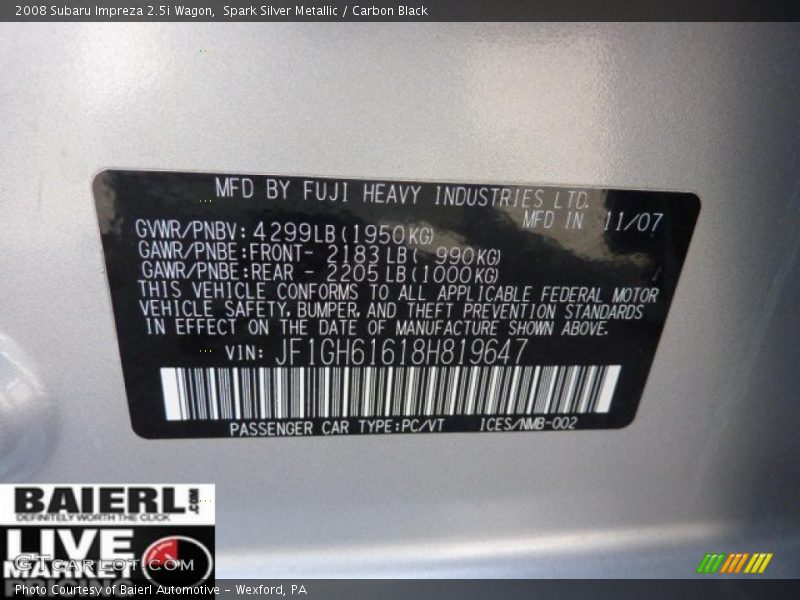 2008 Subaru Impreza 2.5i Wagon,  Spark Silver Metallic / Carbon Black
MFD BY FUJI HEAVY INDUSTRIES LTD.
MFD IN 11/07
GVWR/PNBV: 4299LB(1950KG)
GAWR/PNBE:FRONT- 2183LB( 990KG)
GAWR/PNBE:REAR - 2205LB(1000KG)
THIS VEHICLE CONFORMS TO ALL APPLICABLE FEDERAL MOTOR
VEHICLE SAFETY, BUMPER, AND THEFT PREVENTION STANDARDS
IN EFFECT ON THE DATE OF MANUFACTURE SHOWN ABOVE.
VIN: JF1GH61618H819647
PASSENGER CAR TYPE:PC/VT ICES/NMB-002
BAIERL.COM
DEFINITELY WORTH THE CLICK
LIVE
MARKET
GTcarlot.com
Photo Courtesy of Baierl Automotive - Wexford, PA